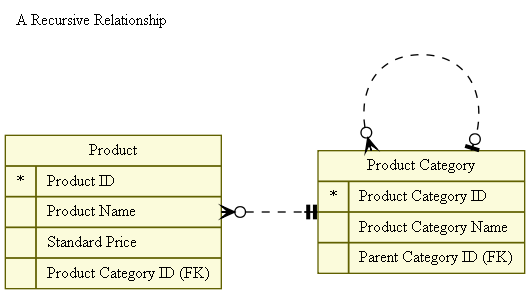 A Recursive Relationship
Product
* Product ID
Product Name
Standard Price
Product Category ID (FK)
Product Category
* Product Category ID
Product Category Name
Parent Category ID (FK)